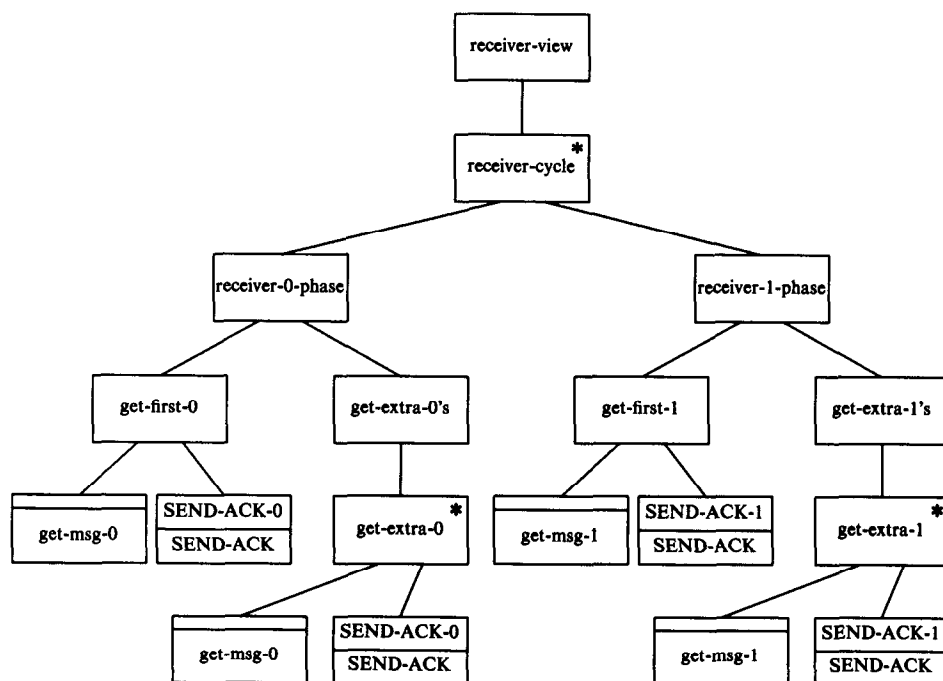 receiver-view
receiver-cycle *
receiver-0-phase
receiver-1-phase
get-first-0
get-extra-0's
get-first-1
get-extra-1's
get-msg-0
SEND-ACK-0
SEND-ACK
get-extra-0 *
get-msg-1
SEND-ACK-1
SEND-ACK
get-extra-1 *
get-msg-0
SEND-ACK-0
SEND-ACK
get-msg-1
SEND-ACK-1
SEND-ACK